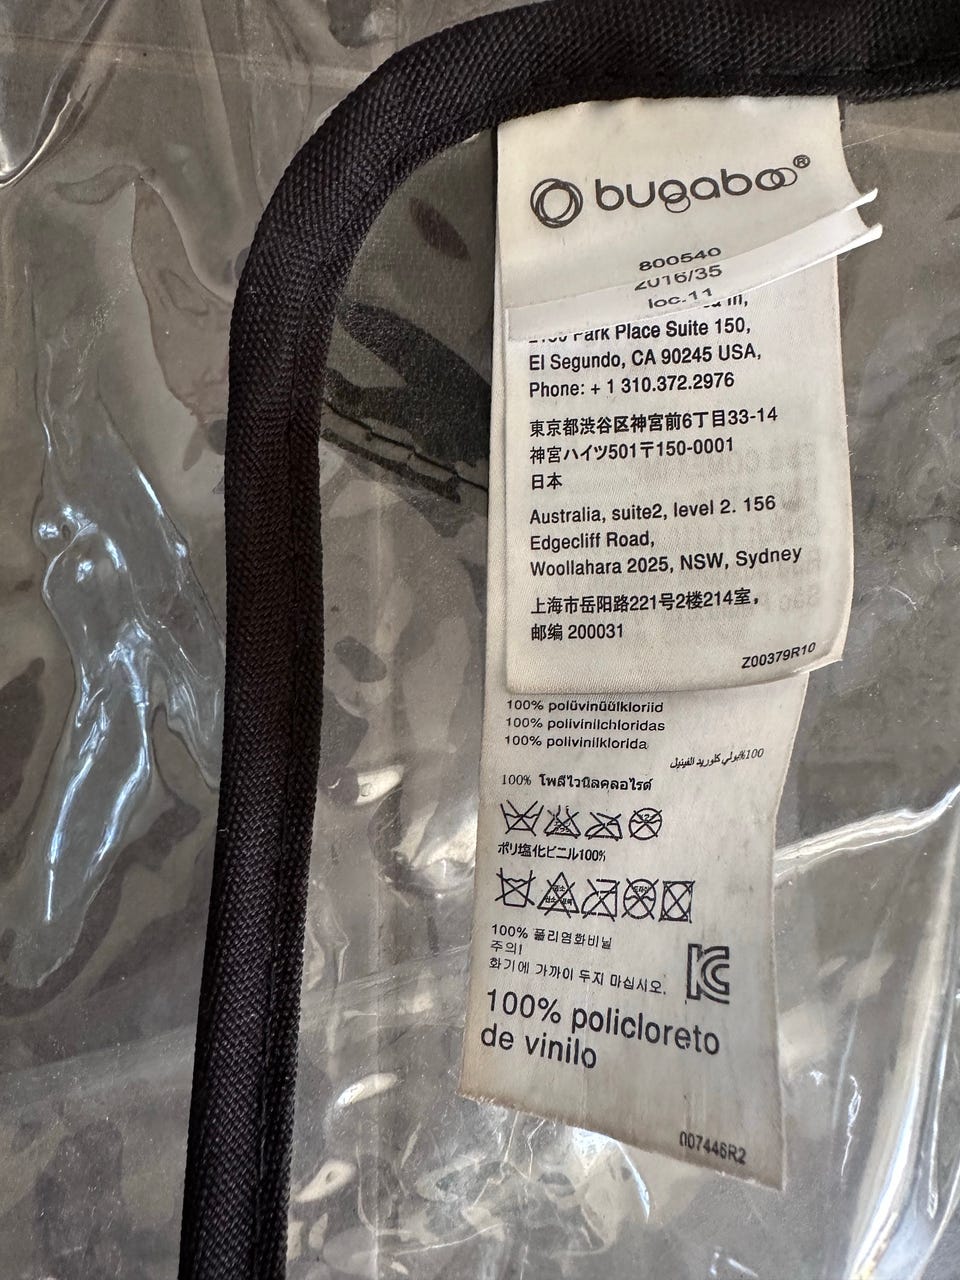 bugaboo®
800540
2016/35
loc.11
Park Place Suite 150,
El Segundo, CA 90245 USA,
Phone: + 1 310.372.2976
東京都渋谷区神宮前6丁目33-14
神宮ハイツ501〒150-0001
日本
Australia, suite2, level 2. 156
Edgecliff Road,
Woollahara 2025, NSW, Sydney
上海市岳阳路221号2楼214室，
邮编 200031
Z00379R10
100% polüvinüülkloriid
100% polivinilchloridas
100% polivinilklorida
100% بولي كلوريد الفينيل
100% โพลีไวนิลคลอไรด์
ポリ塩化ビニル100%
100% 폴리염화비닐
주의!
화기에 가까이 두지 마십시오.
100% policloreto
de vinilo
007446R2